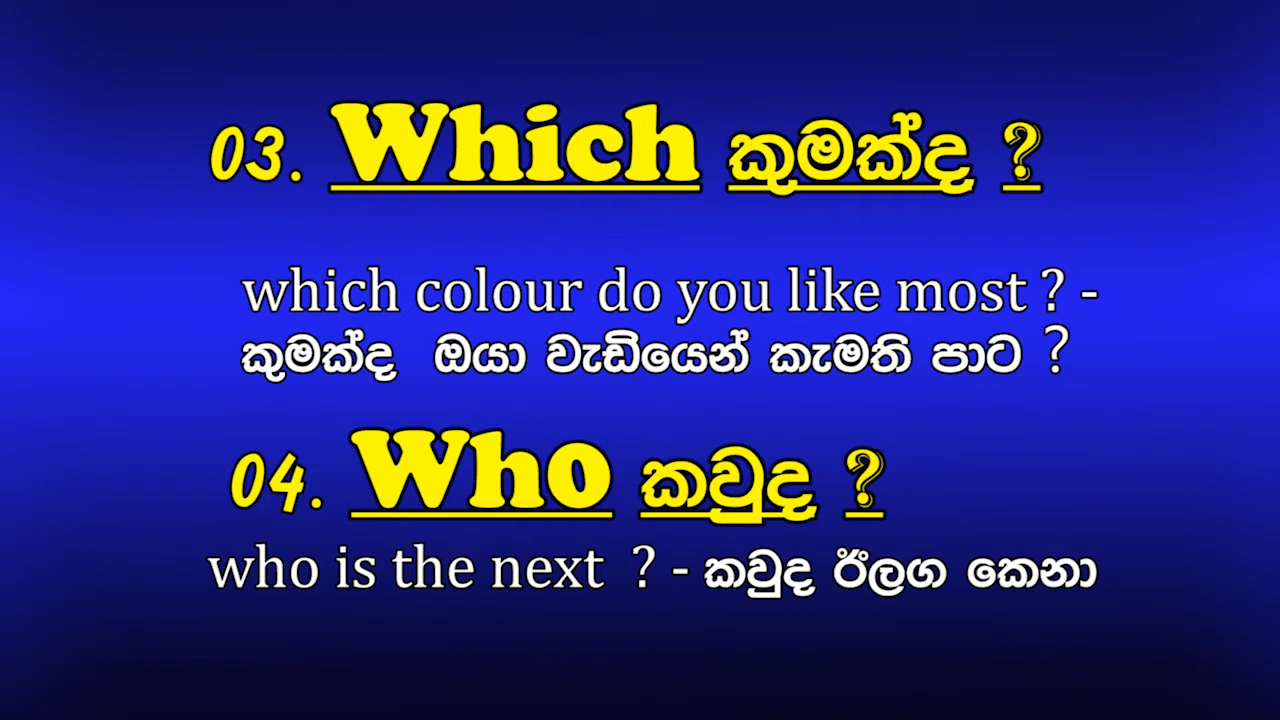 03. Which කුමක්ද ?
which colour do you like most ? -
කුමක්ද ඔයා වැඩියෙන් කැමති පාට ?
04. Who කවුද ?
who is the next ? - කවුද ඊලග කෙනා